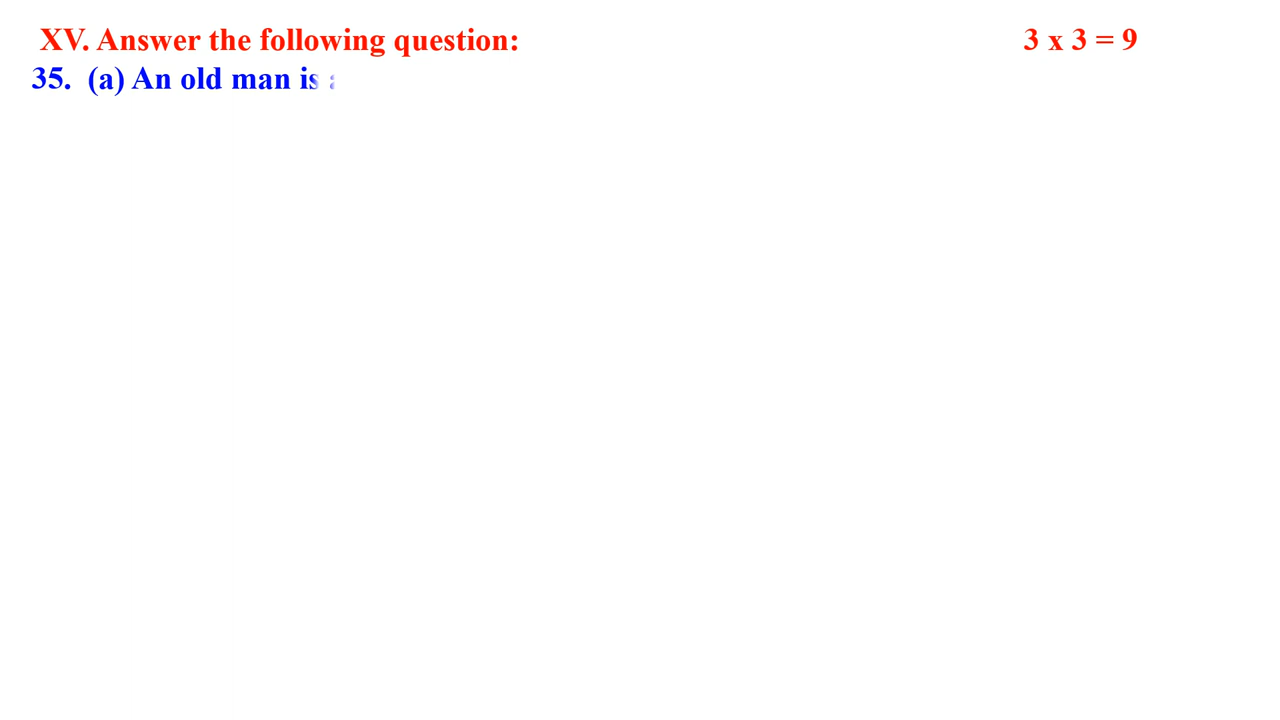 XV. Answer the following question: 3 x 3 = 9
35. (a) An old man is